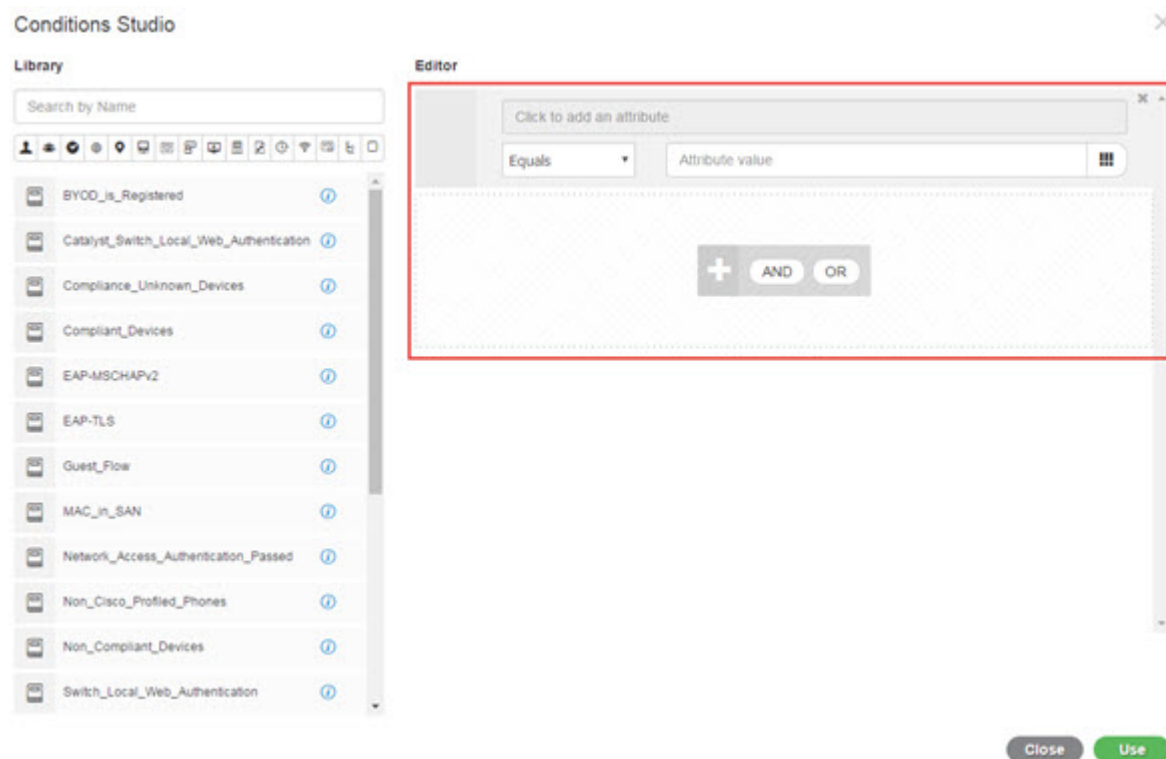 Conditions Studio
Library
Search by Name
BYOD_is_Registered
Catalyst_Switch_Local_Web_Authentication
Compliance_Unknown_Devices
Compliant_Devices
EAP-MSCHAPv2
EAP-TLS
Guest_Flow
MAC_in_SAN
Network_Access_Authentication_Passed
Non_Cisco_Profiled_Phones
Non_Compliant_Devices
Switch_Local_Web_Authentication
Editor
Click to add an attribute
Equals Attribute value
AND OR
Close Use